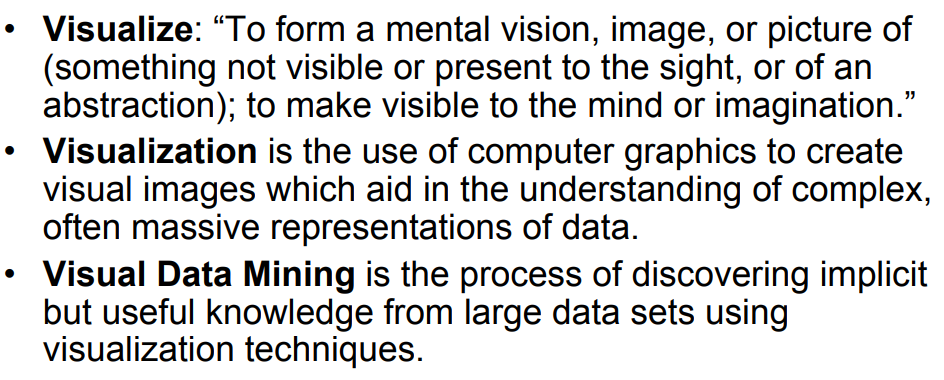 • Visualize: “To form a mental vision, image, or picture of
(something not visible or present to the sight, or of an
abstraction); to make visible to the mind or imagination.”
• Visualization is the use of computer graphics to create
visual images which aid in the understanding of complex,
often massive representations of data.
• Visual Data Mining is the process of discovering implicit
but useful knowledge from large data sets using
visualization techniques.